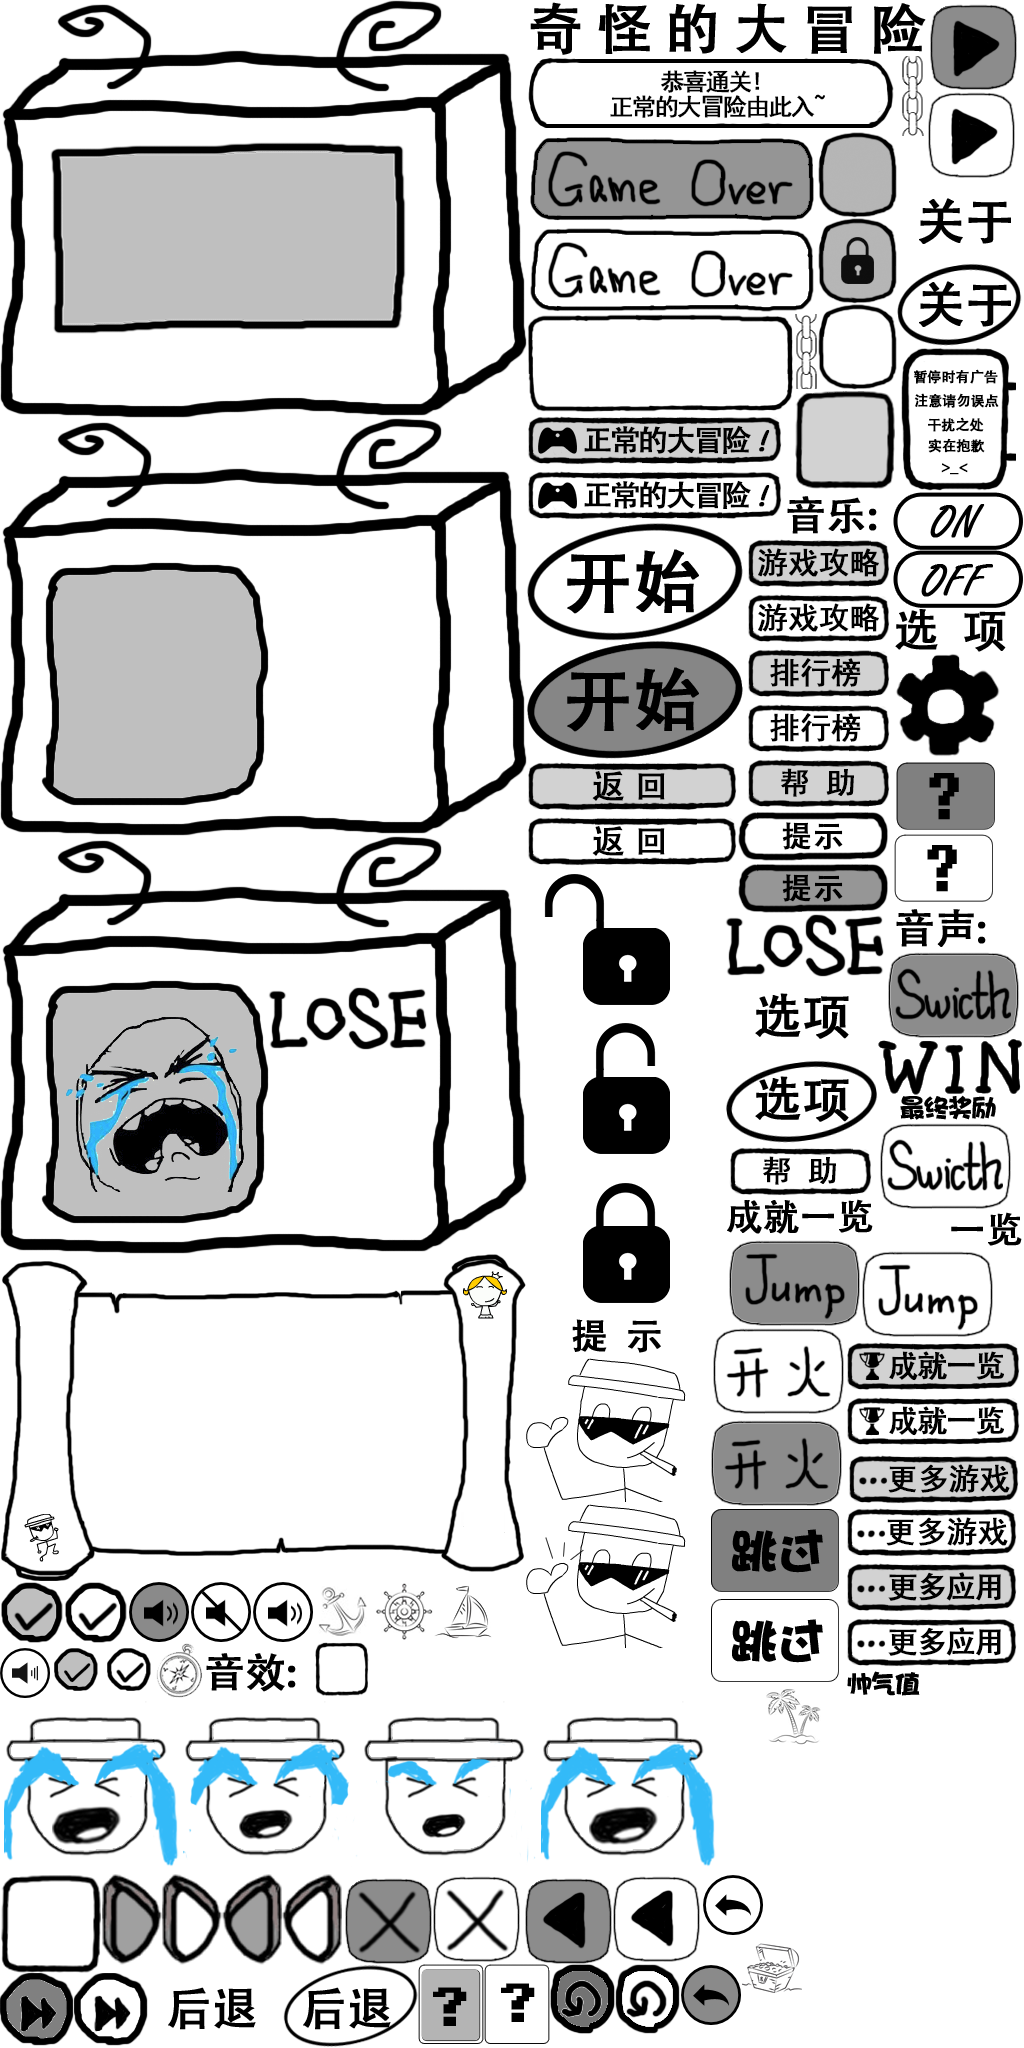 奇怪的大冒险
恭喜通关！
正常的大冒险由此入~
Game Over
Game Over
关于
关于
暂停时有广告
注意请勿误点
干扰之处
实在抱歉
>_<
正常的大冒险！
正常的大冒险！
音乐:
ON
OFF
开始
游戏攻略
游戏攻略
选 项
开始
排行榜
排行榜
?
返 回
帮 助
返 回
提示
?
提示
LOSE
音声:
Swicth
LOSE
选项
WIN
最终奖励
选项
Swicth
帮 助
成就一览
一览
Jump
Jump
提 示
开 火
成就一览
成就一览
开 火
...更多游戏
...更多游戏
跳过
...更多应用
跳过
...更多应用
音效:
帅气值
后退
后退
?
?